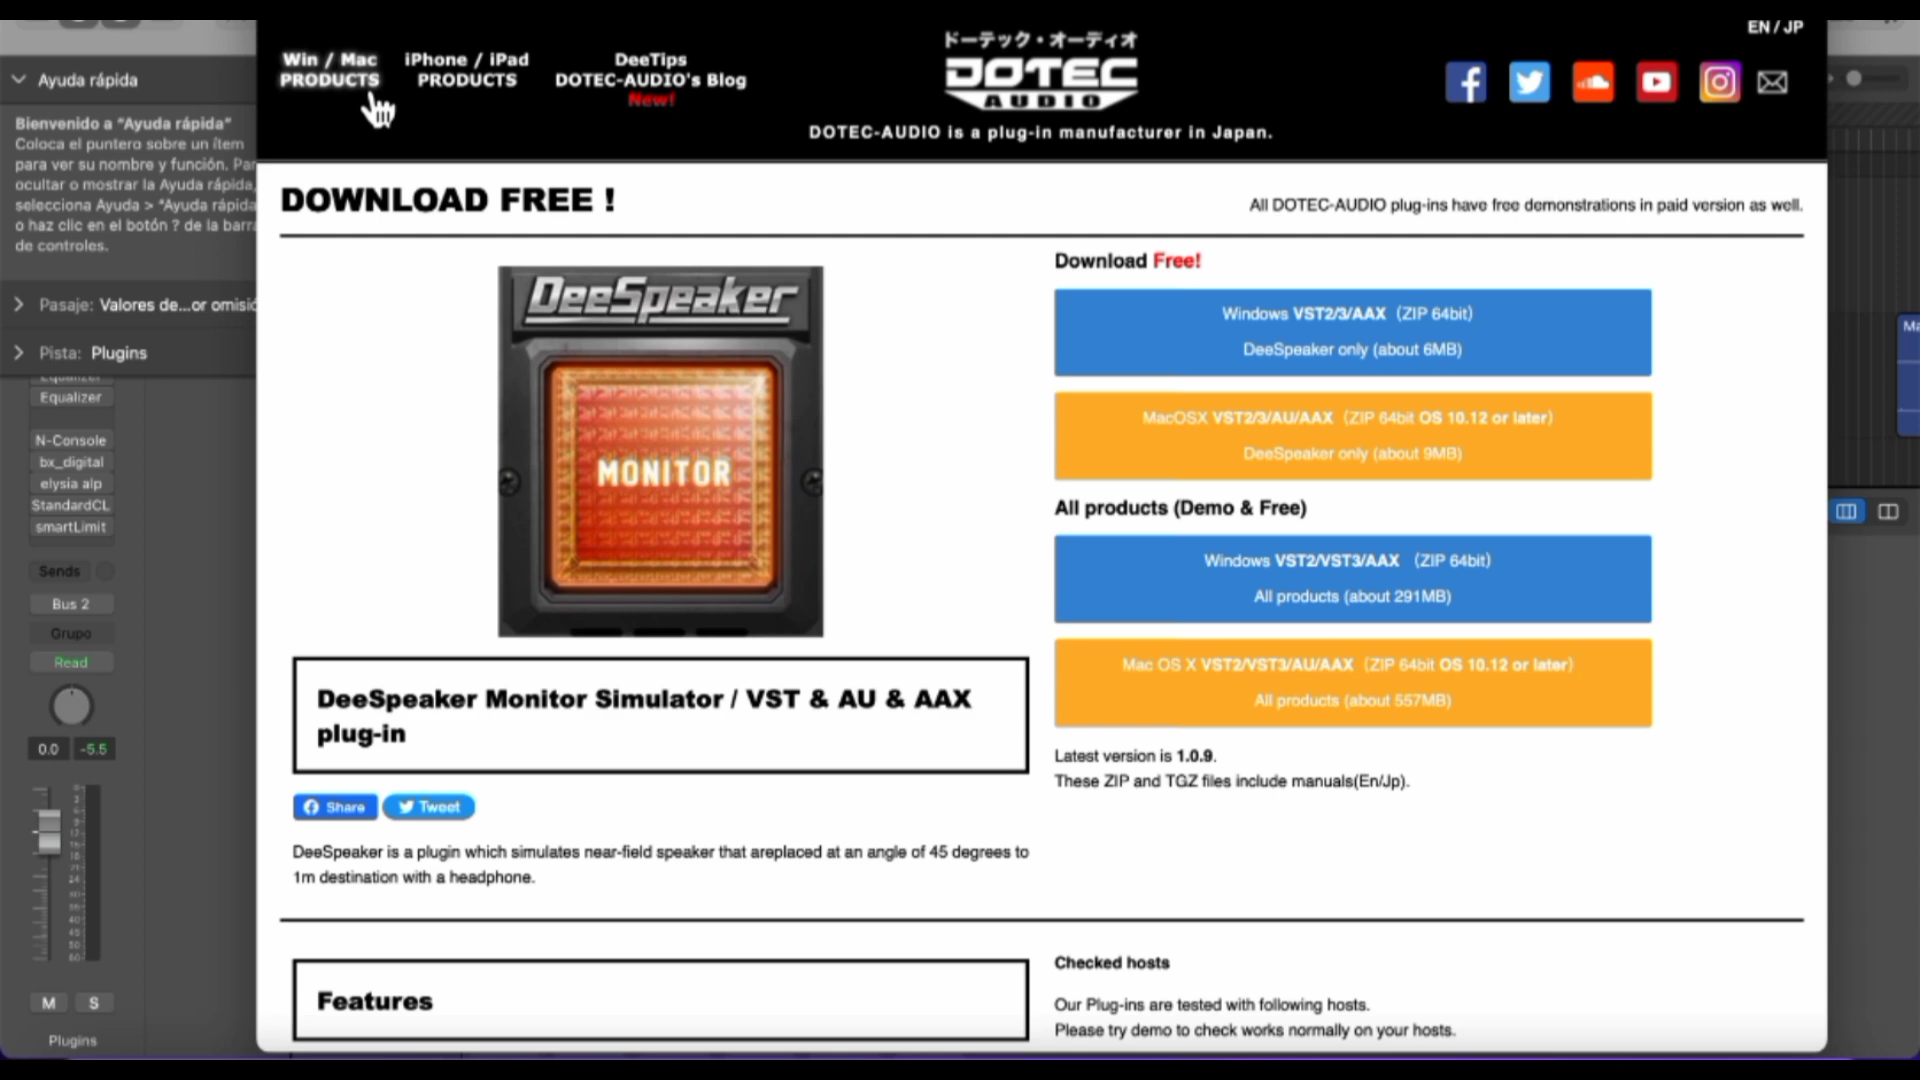 Ayuda rápida
Bienvenido a "Ayuda rápida"
Coloca el puntero sobre un ítem
para ver su nombre y función. Par
ocultar o mostrar la Ayuda rápida,
selecciona Ayuda > "Ayuda rápida
o haz clic en el botón ? de la barra
de controles.
Pasaje: Valores de...or omisió
Pista: Plugins
Equalizer
Equalizer
N-Console
bx_digital
elysia alp
StandardCL
smartLimit
Sends
Bus 2
Grupo
Read
0.0 -5.5
M S
Plugins
Win / Mac
PRODUCTS
iPhone / iPad
PRODUCTS
DeeTips
DOTEC-AUDIO's Blog
New!
ドーテック・オーディオ
DOTEC
AUDIO
DOTEC-AUDIO is a plug-in manufacturer in Japan.
EN / JP
DOWNLOAD FREE !
All DOTEC-AUDIO plug-ins have free demonstrations in paid version as well.
DeeSpeaker
MONITOR
DeeSpeaker Monitor Simulator / VST & AU & AAX
plug-in
Share
Tweet
DeeSpeaker is a plugin which simulates near-field speaker that areplaced at an angle of 45 degrees to
1m destination with a headphone.
Features
Download Free!
Windows VST2/3/AAX (ZIP 64bit)
DeeSpeaker only (about 6MB)
MacOSX VST2/3/AU/AAX (ZIP 64bit OS 10.12 or later)
DeeSpeaker only (about 9MB)
All products (Demo & Free)
Windows VST2/VST3/AAX (ZIP 64bit)
All products (about 291MB)
Mac OS X VST2/VST3/AU/AAX (ZIP 64bit OS 10.12 or later)
All products (about 557MB)
Latest version is 1.0.9.
These ZIP and TGZ files include manuals(En/Jp).
Checked hosts
Our Plug-ins are tested with following hosts.
Please try demo to check works normally on your hosts.
Ma